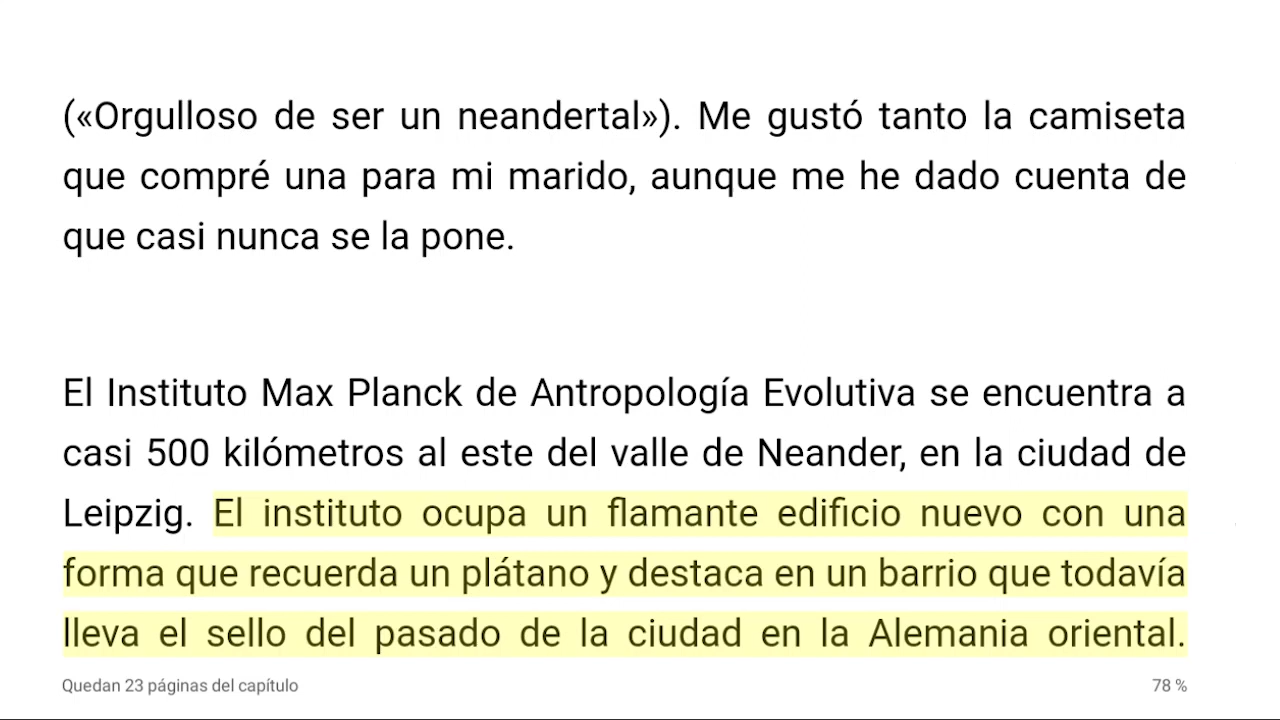 («Orgulloso de ser un neandertal»). Me gustó tanto la camiseta
que compré una para mi marido, aunque me he dado cuenta de
que casi nunca se la pone.
El Instituto Max Planck de Antropología Evolutiva se encuentra a
casi 500 kilómetros al este del valle de Neander, en la ciudad de
Leipzig. El instituto ocupa un flamante edificio nuevo con una
forma que recuerda un plátano y destaca en un barrio que todavía
lleva el sello del pasado de la ciudad en la Alemania oriental.
Quedan 23 páginas del capítulo
78 %